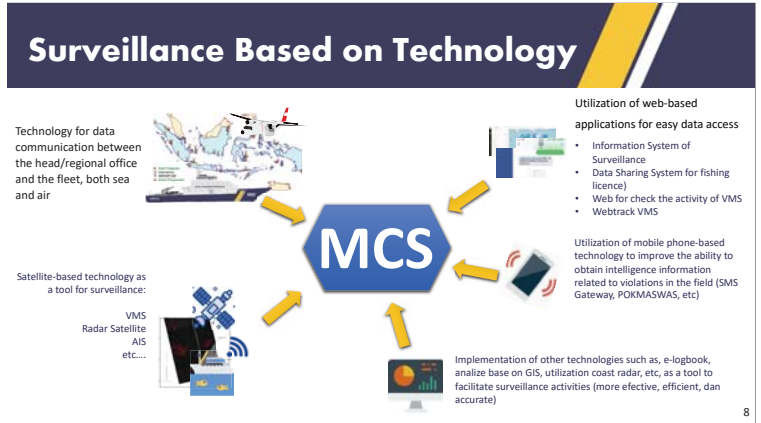 Surveillance Based on Technology
Technology for data
communication between
the head/regional office
and the fleet, both sea
and air
Utilization of web-based
applications for easy data access
• Information System of
Surveillance
• Data Sharing System for fishing
licence)
• Web for check the activity of VMS
• Webtrack VMS
MCS
Utilization of mobile phone-based
technology to improve the ability to
obtain intelligence information
related to violations in the field (SMS
Gateway, POKMASWAS, etc)
Satellite-based technology as
a tool for surveillance:
VMS
Radar Satellite
AIS
etc....
Implementation of other technologies such as, e-logbook,
analize base on GIS, utilization coast radar, etc, as a tool to
facilitate surveillance activities (more efective, efficient, dan
accurate)
8